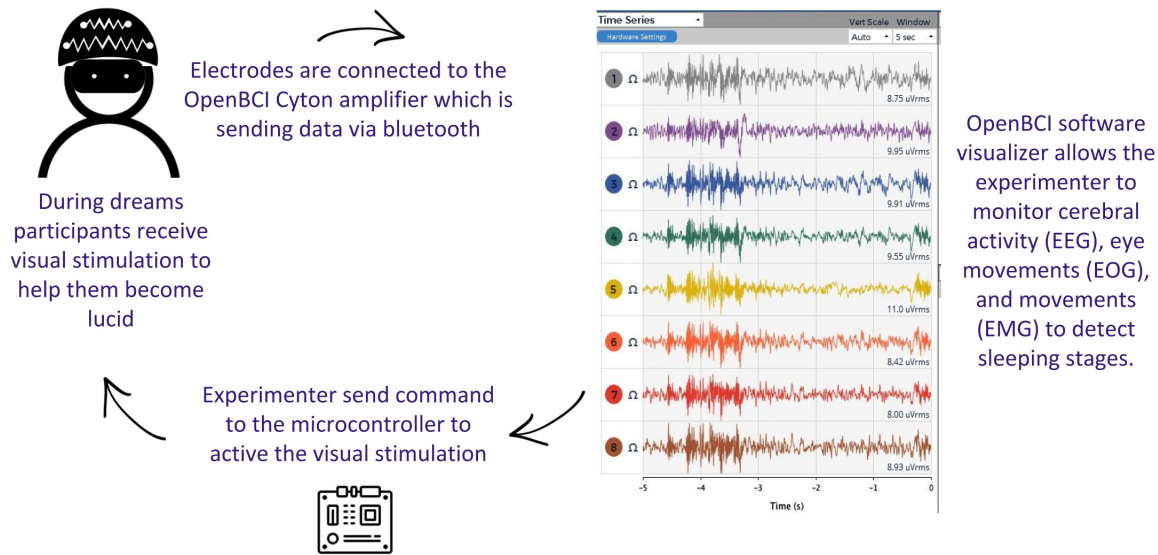 Electrodes are connected to the
OpenBCI Cyton amplifier which is
sending data via bluetooth
Time Series
Vert Scale Window
Hardware Settings
Auto 5 sec
1 Ω
8.75 uVrms
2 Ω
9.95 uVrms
3 Ω
9.91 uVrms
4 Ω
9.55 uVrms
5 Ω
11.0 uVrms
6 Ω
8.42 uVrms
7 Ω
8.00 uVrms
8 Ω
8.93 uVrms
-5 -4 -3 -2 -1 0
Time (s)
OpenBCI software
visualizer allows the
experimenter to
monitor cerebral
activity (EEG), eye
movements (EOG),
and movements
(EMG) to detect
sleeping stages.
Experimenter send command
to the microcontroller to
active the visual stimulation
During dreams
participants receive
visual stimulation to
help them become
lucid